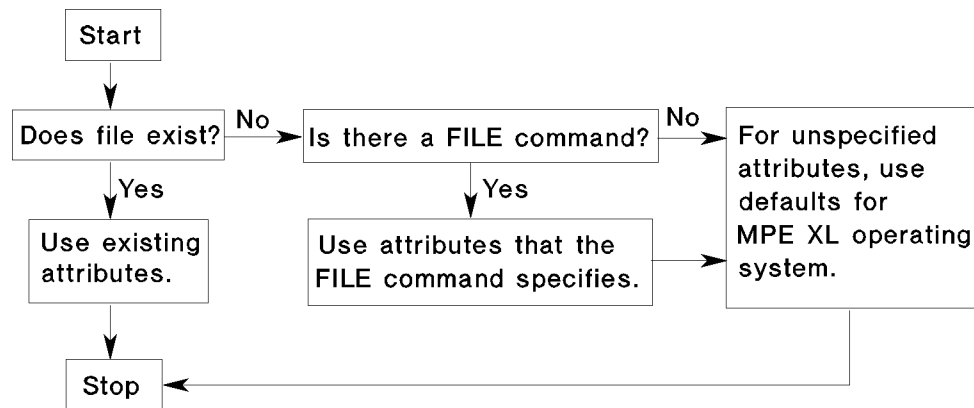 Start
Does file exist?
No
Is there a FILE command?
No
For unspecified
attributes, use
defaults for
MPE XL operating
system.
Yes
Yes
Use existing
attributes.
Use attributes that the
FILE command specifies.
Stop